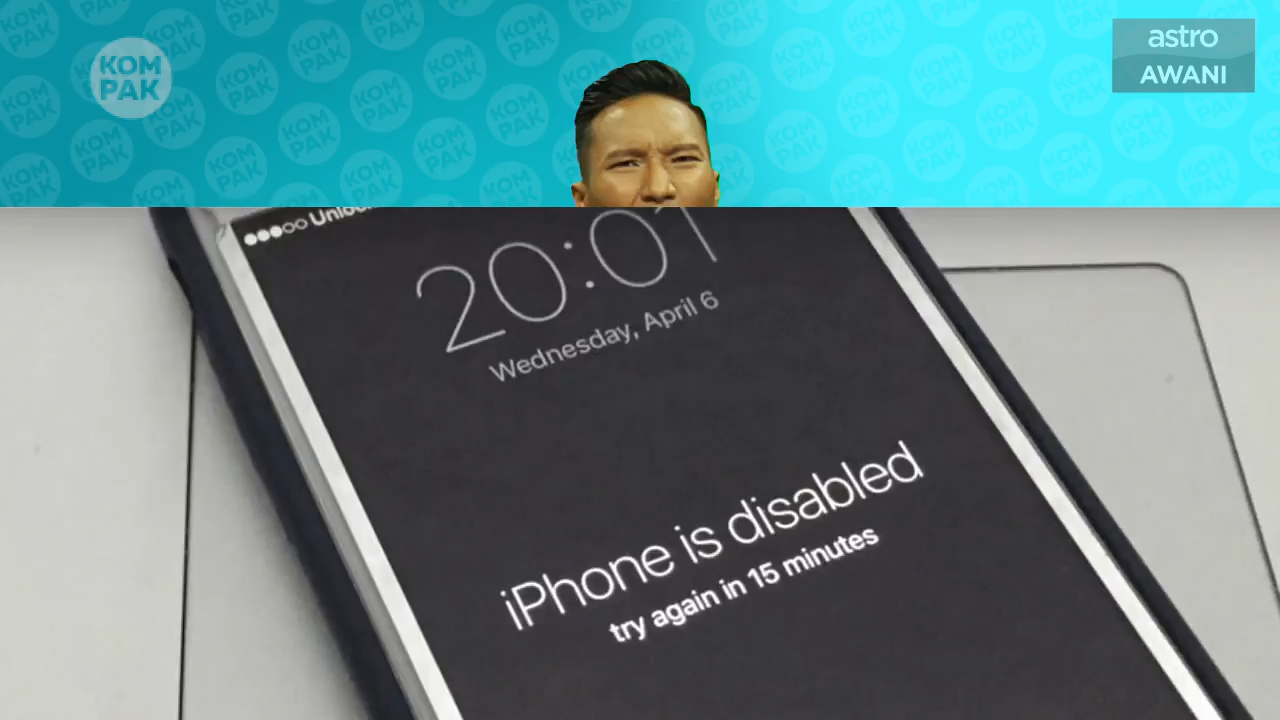 KOM
PAK
astro
AWANI
20:01
Wednesday, April 6
iPhone is disabled
try again in 15 minutes